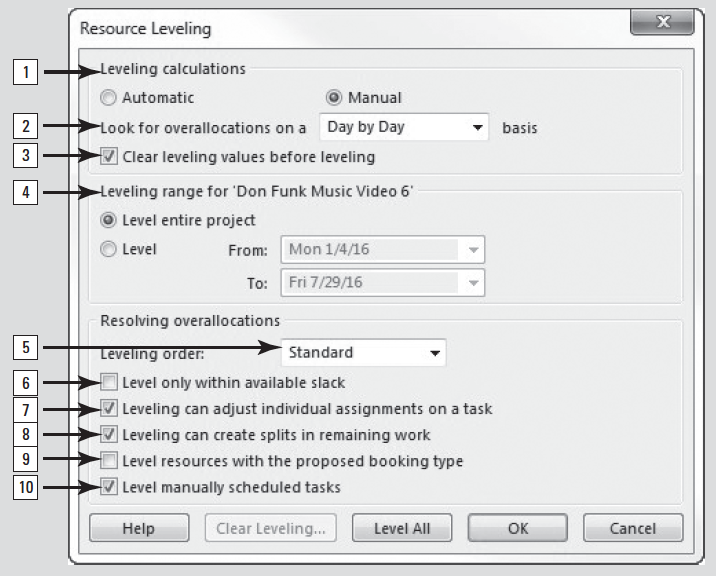 Resource Leveling
1 Leveling calculations
Automatic Manual
2 Look for overallocations on a Day by Day basis
3 Clear leveling values before leveling
4 Leveling range for 'Don Funk Music Video 6'
Level entire project
Level From: Mon 1/4/16
To: Fri 7/29/16
Resolving overallocations
5 Leveling order: Standard
6 Level only within available slack
7 Leveling can adjust individual assignments on a task
8 Leveling can create splits in remaining work
9 Level resources with the proposed booking type
10 Level manually scheduled tasks
Help Clear Leveling... Level All OK Cancel